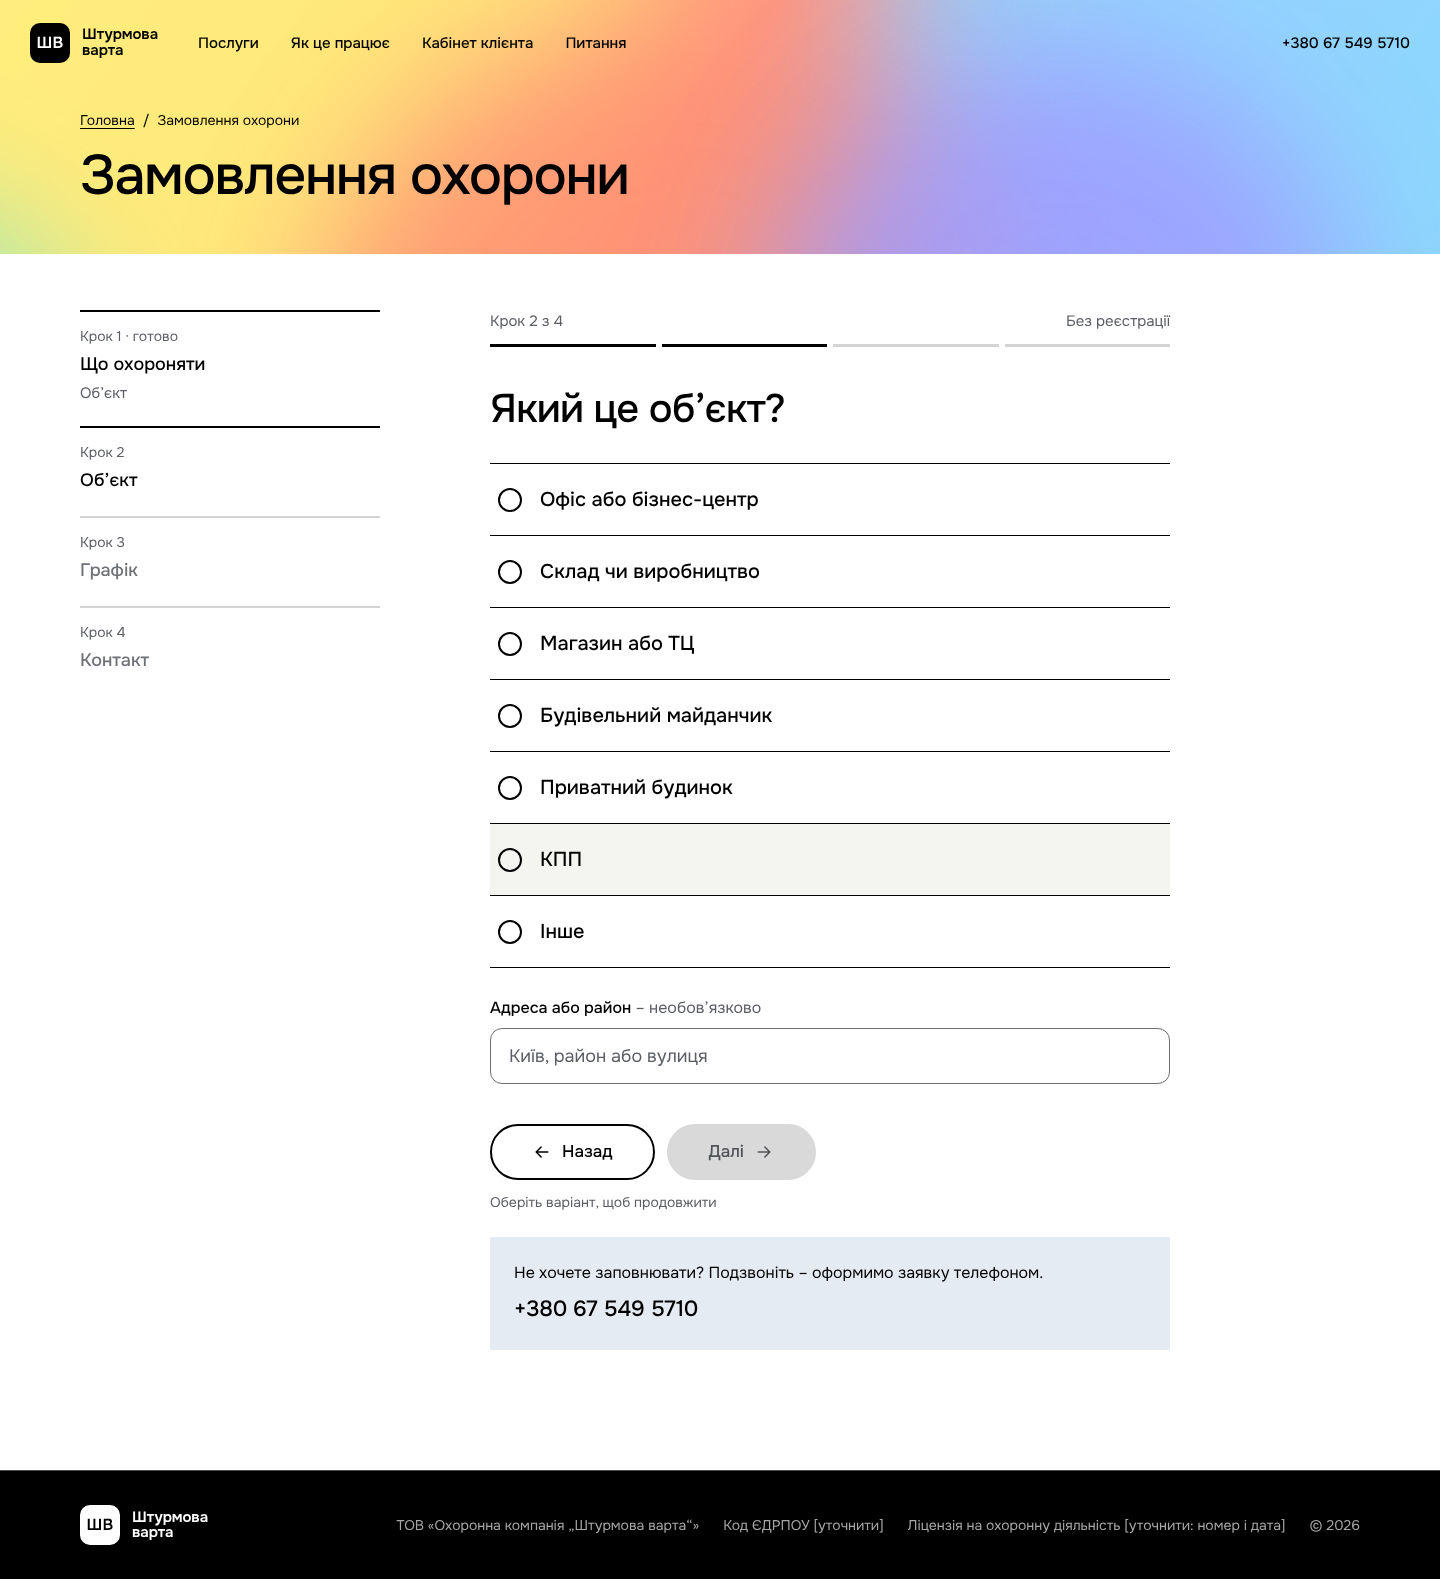 ШВ
Штурмова
варта
Послуги
Як це працює
Кабінет клієнта
Питання
+380 67 549 5710
Головна / Замовлення охорони
Замовлення охорони
Крок 1 · готово
Що охороняти
Об’єкт
Крок 2
Об’єкт
Крок 3
Графік
Крок 4
Контакт
Крок 2 з 4
Без реєстрації
Який це об’єкт?
Офіс або бізнес-центр
Склад чи виробництво
Магазин або ТЦ
Будівельний майданчик
Приватний будинок
КПП
Інше
Адреса або район – необов’язково
Київ, район або вулиця
← Назад
Далі →
Оберіть варіант, щоб продовжити
Не хочете заповнювати? Подзвоніть – оформимо заявку телефоном.
+380 67 549 5710
ШВ
Штурмова
варта
ТОВ «Охоронна компанія „Штурмова варта“»
Код ЄДРПОУ [уточнити]
Ліцензія на охоронну діяльність [уточнити: номер і дата]
© 2026